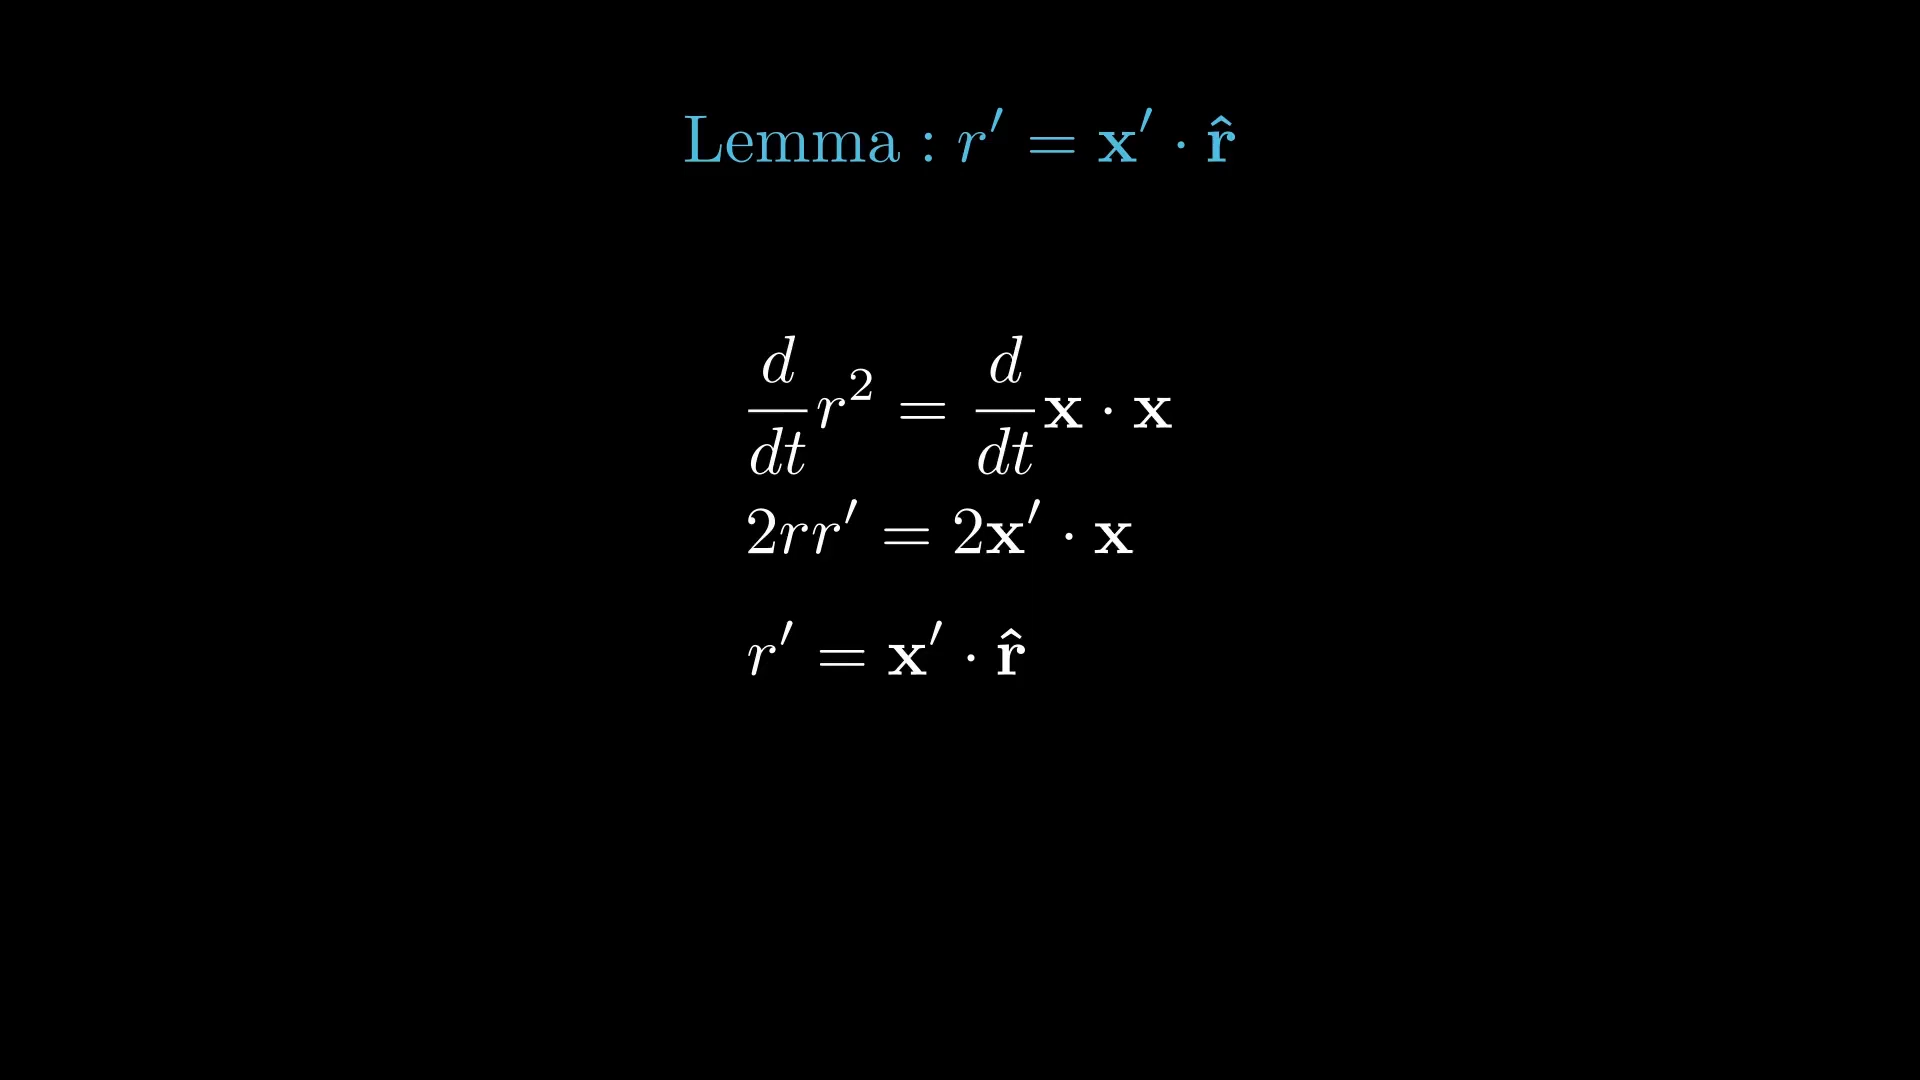 Lemma : r′ = x′ · r̂
d/dt r² = d/dt x · x
2rr′ = 2x′ · x
r′ = x′ · r̂